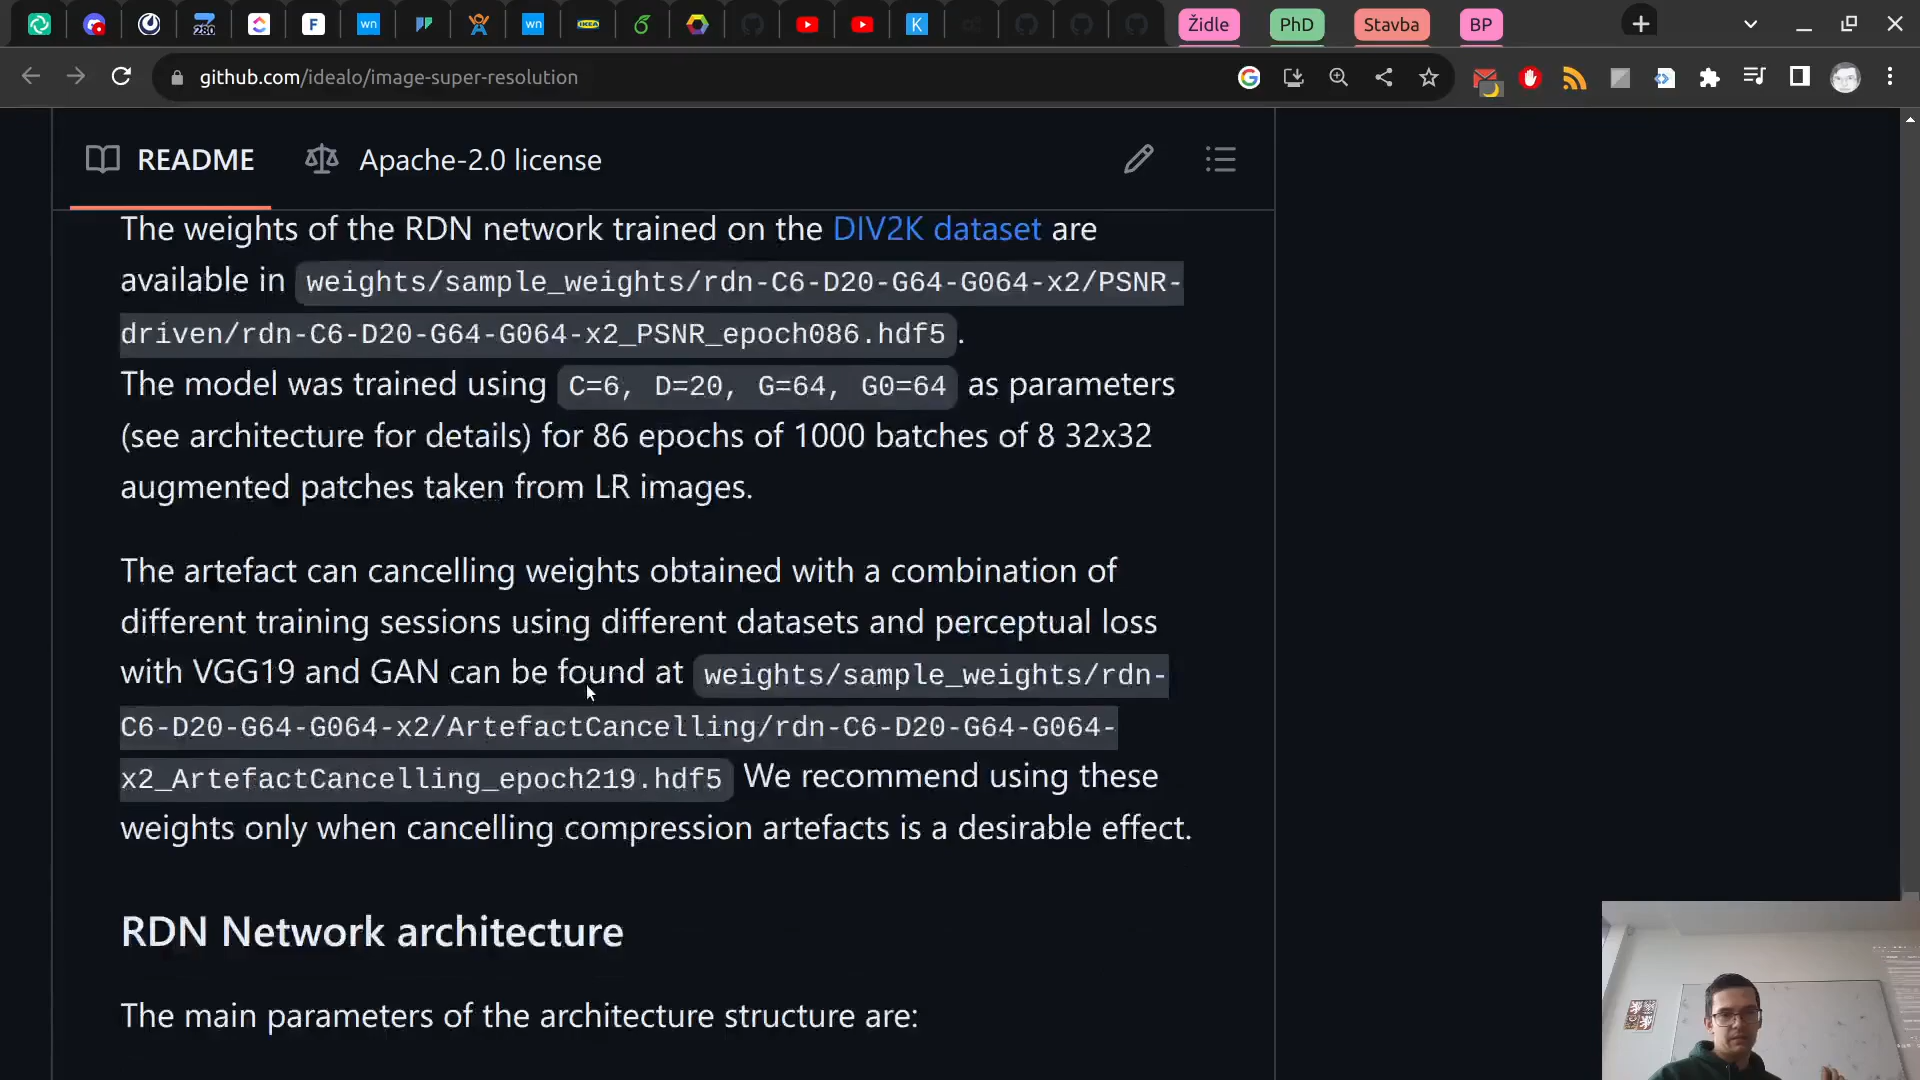 280
F
wn
wn
IKEA
K
Židle
PhD
Stavba
BP
github.com/idealo/image-super-resolution
README
Apache-2.0 license
The weights of the RDN network trained on the DIV2K dataset are
available in weights/sample_weights/rdn-C6-D20-G64-G064-x2/PSNR-
driven/rdn-C6-D20-G64-G064-x2_PSNR_epoch086.hdf5 .
The model was trained using C=6, D=20, G=64, G0=64 as parameters
(see architecture for details) for 86 epochs of 1000 batches of 8 32x32
augmented patches taken from LR images.
The artefact can cancelling weights obtained with a combination of
different training sessions using different datasets and perceptual loss
with VGG19 and GAN can be found at weights/sample_weights/rdn-
C6-D20-G64-G064-x2/ArtefactCancelling/rdn-C6-D20-G64-G064-
x2_ArtefactCancelling_epoch219.hdf5 We recommend using these
weights only when cancelling compression artefacts is a desirable effect.
RDN Network architecture
The main parameters of the architecture structure are: